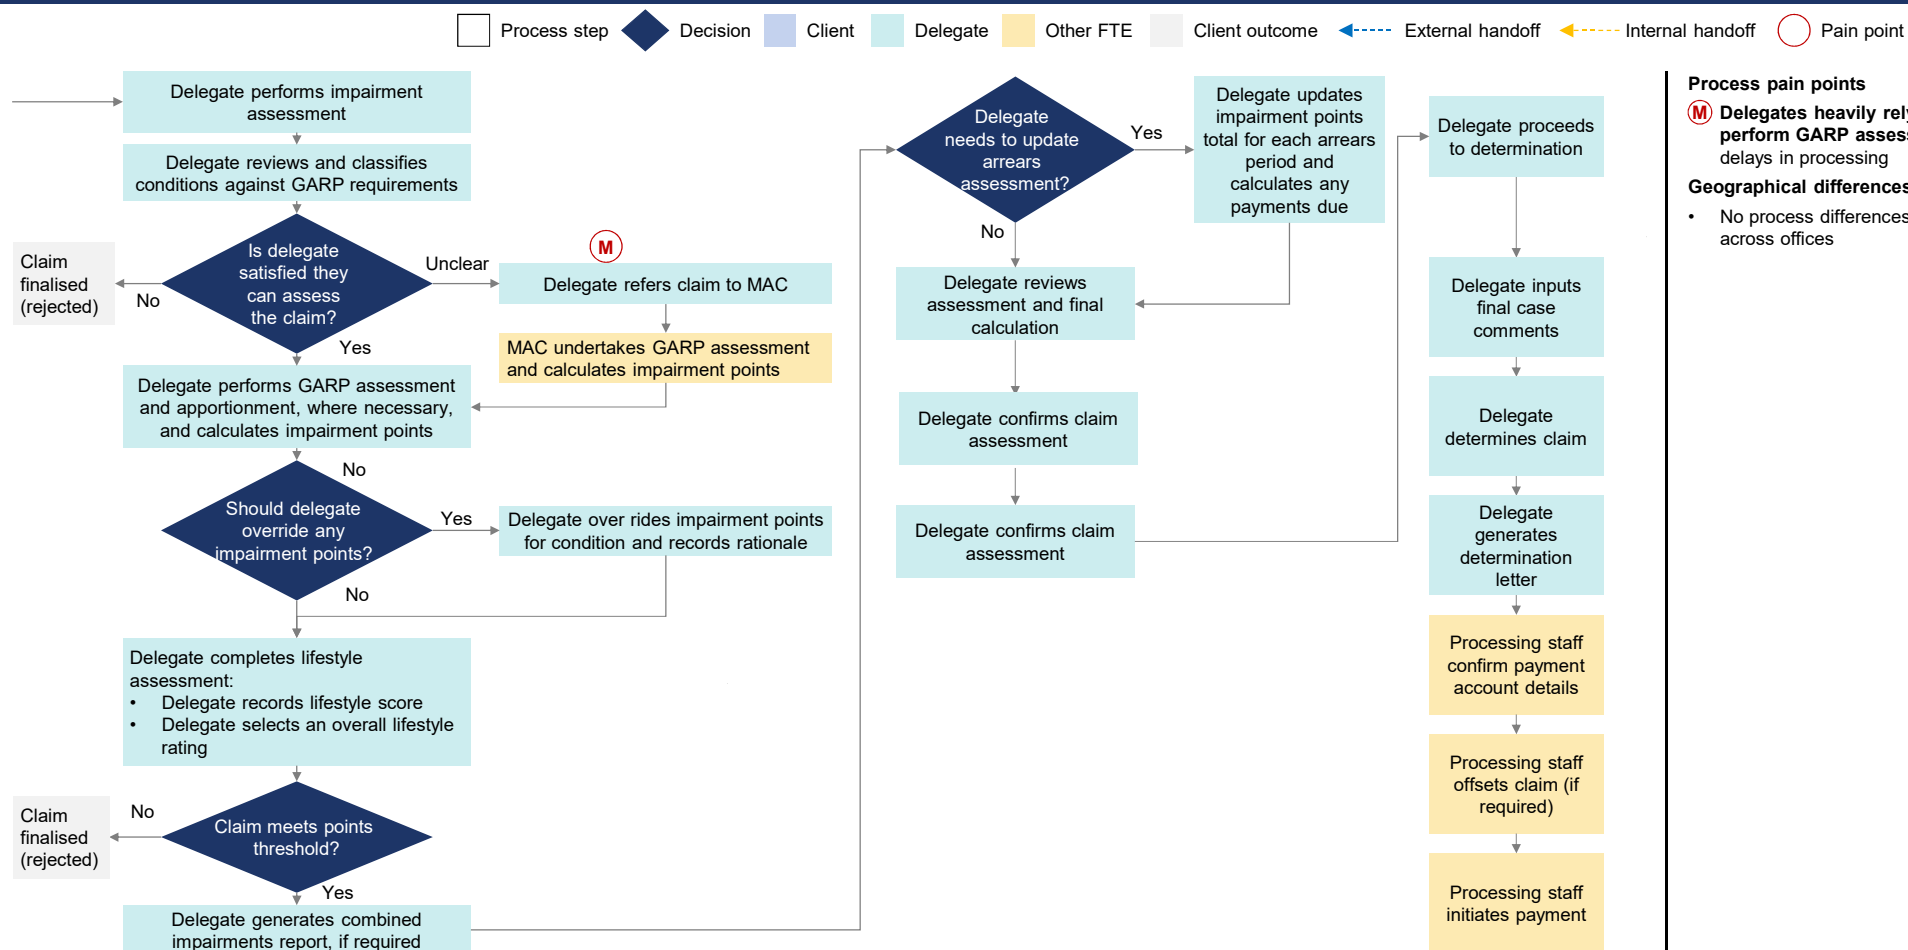 Process step
Decision
Client
Delegate
Other FTE
Client outcome
External handoff
Internal handoff
Pain point
Delegate performs impairment
assessment
Delegate reviews and classifies
conditions against GARP requirements
Is delegate
satisfied they
can assess
the claim?
No
Claim
finalised
(rejected)
Unclear
M
Delegate refers claim to MAC
MAC undertakes GARP assessment
and calculates impairment points
Yes
Delegate performs GARP assessment
and apportionment, where necessary,
and calculates impairment points
No
Should delegate
override any
impairment points?
Yes
Delegate over rides impairment points
for condition and records rationale
No
Delegate completes lifestyle
assessment:
• Delegate records lifestyle score
• Delegate selects an overall lifestyle
rating
Claim meets points
threshold?
No
Claim
finalised
(rejected)
Yes
Delegate generates combined
impairments report, if required
Delegate
needs to update
arrears
assessment?
Yes
Delegate updates
impairment points
total for each arrears
period and
calculates any
payments due
No
Delegate reviews
assessment and final
calculation
Delegate confirms claim
assessment
Delegate confirms claim
assessment
Delegate proceeds
to determination
Delegate inputs
final case
comments
Delegate
determines claim
Delegate
generates
determination
letter
Processing staff
confirm payment
account details
Processing staff
offsets claim (if
required)
Processing staff
initiates payment
Process pain points
M Delegates heavily rely
perform GARP assess
delays in processing
Geographical differences
• No process differences
across offices